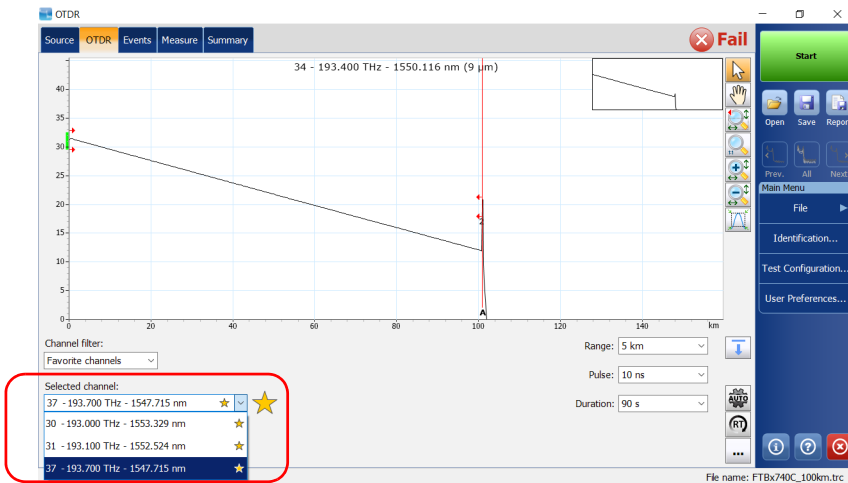 OTDR
Source OTDR Events Measure Summary
Fail
34 - 193.400 THz - 1550.116 nm (9 µm)
40
35
30
25
20
15
10
5
0
2
A
0 20 40 60 80 100 120 140 km
Start
Open Save Repor
Prev. All Next
Main Menu
File
Identification...
Test Configuration...
User Preferences...
Channel filter:
Favorite channels
Selected channel:
37 - 193.700 THz - 1547.715 nm
30 - 193.000 THz - 1553.329 nm
31 - 193.100 THz - 1552.524 nm
37 - 193.700 THz - 1547.715 nm
Range: 5 km
Pulse: 10 ns
Duration: 90 s
AUTO
RT
...
File name: FTBx740C_100km.trc